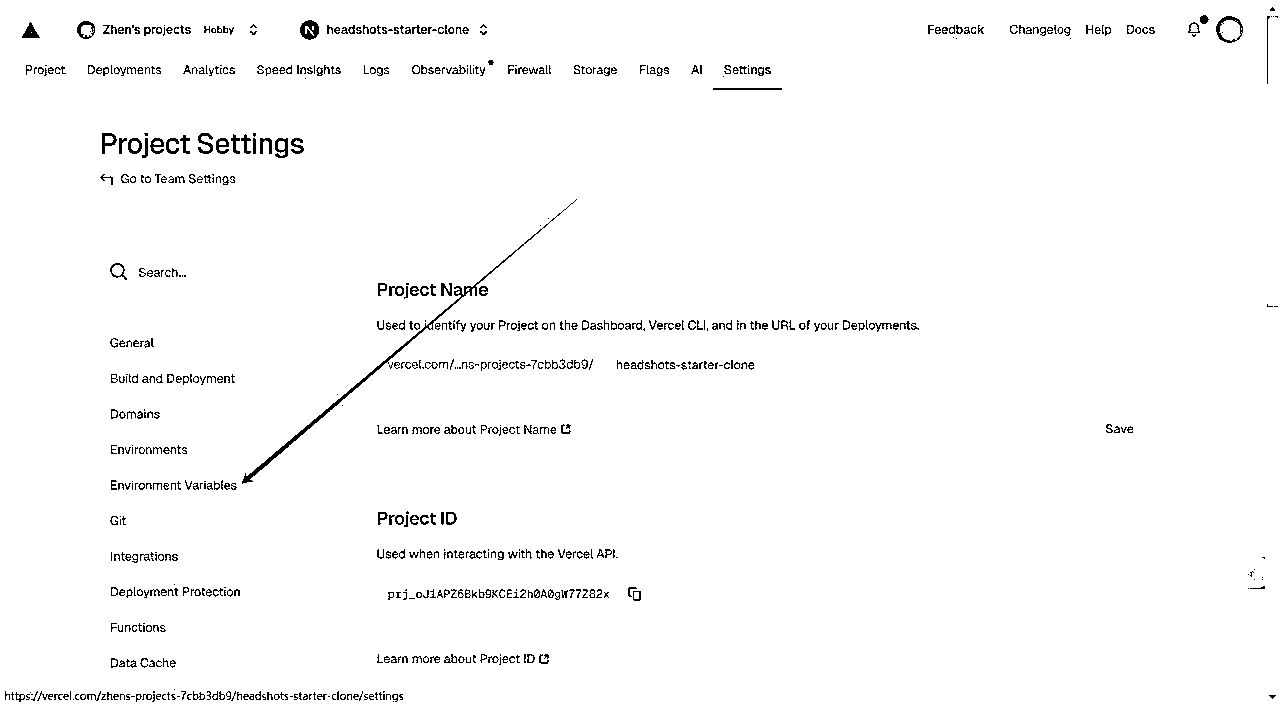 Zhen's projects Hobby headshots-starter-clone Feedback Changelog Help Docs
Project Deployments Analytics Speed Insights Logs Observability Firewall Storage Flags AI Settings
Project Settings
Go to Team Settings
Search...
General
Build and Deployment
Domains
Environments
Environment Variables
Git
Integrations
Deployment Protection
Functions
Data Cache
Project Name
Used to identify your Project on the Dashboard, Vercel CLI, and in the URL of your Deployments.
vercel.com/...ns-projects-7cbb3db9/ headshots-starter-clone
Learn more about Project Name
Save
Project ID
Used when interacting with the Vercel API.
Learn more about Project ID
https://vercel.com/zhens-projects-7cbb3db9/headshots-starter-clone/settings